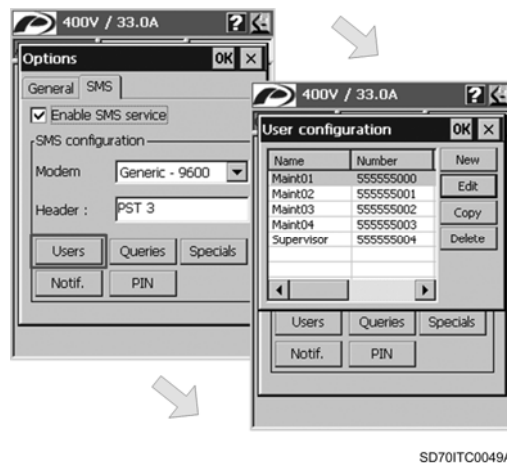 400V / 33.0A ?
Options OK ×
General SMS
Enable SMS service
SMS configuration
Modem Generic - 9600
Header : PST 3
Users Queries Specials
Notif. PIN
400V / 33.0A ?
User configuration OK ×
Name Number New
Maint01 555555000
Maint02 555555001 Edit
Maint03 555555002 Copy
Maint04 555555003
Supervisor 555555004 Delete
Users Queries Specials
Notif. PIN
SD70ITC0049A